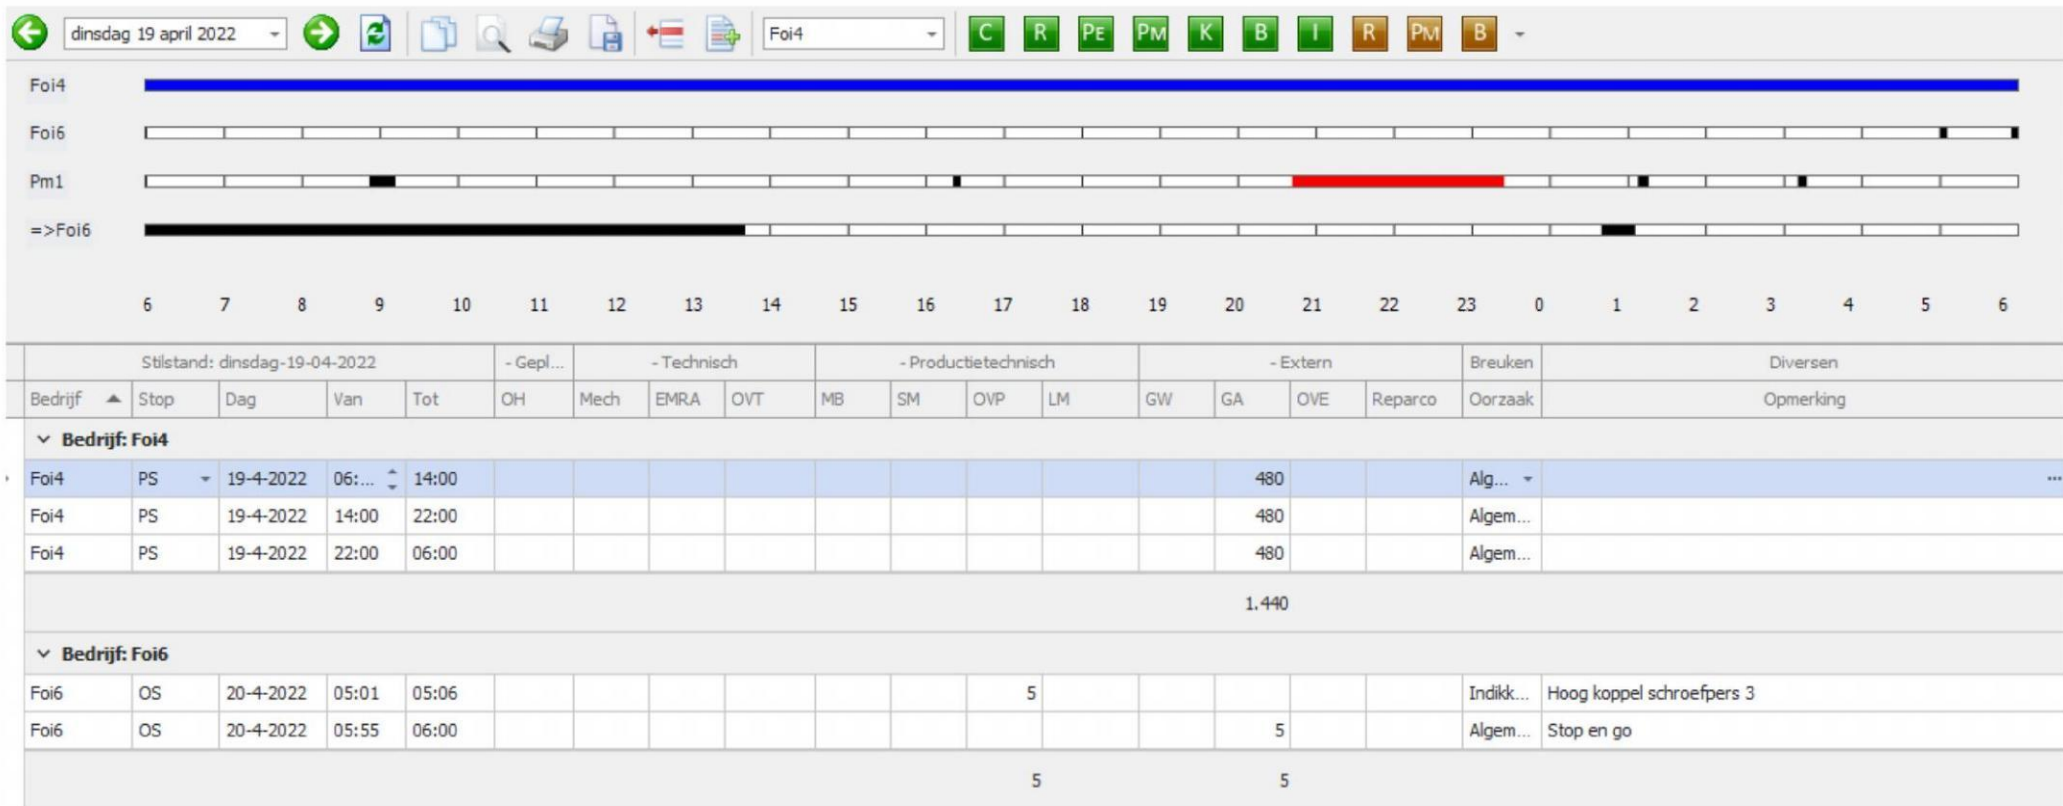 dinsdag 19 april 2022 Foi4 C R PE PM K B I R PM B
Foi4
Foi6
Pm1
=>Foi6
6 7 8 9 10 11 12 13 14 15 16 17 18 19 20 21 22 23 0 1 2 3 4 5 6
Stilstand: dinsdag-19-04-2022 - Gepl... - Technisch - Productietechnisch - Extern Breuken Diversen
Bedrijf Stop Dag Van Tot OH Mech EMRA OVT MB SM OVP LM GW GA OVE Reparco Oorzaak Opmerking
Bedrijf: Foi4
Foi4 PS 19-4-2022 06:... 14:00 480 Alg... ...
Foi4 PS 19-4-2022 14:00 22:00 480 Algem...
Foi4 PS 19-4-2022 22:00 06:00 480 Algem...
1.440
Bedrijf: Foi6
Foi6 OS 20-4-2022 05:01 05:06 5 Indikk... Hoog koppel schroefpers 3
Foi6 OS 20-4-2022 05:55 06:00 5 Algem... Stop en go
5 5